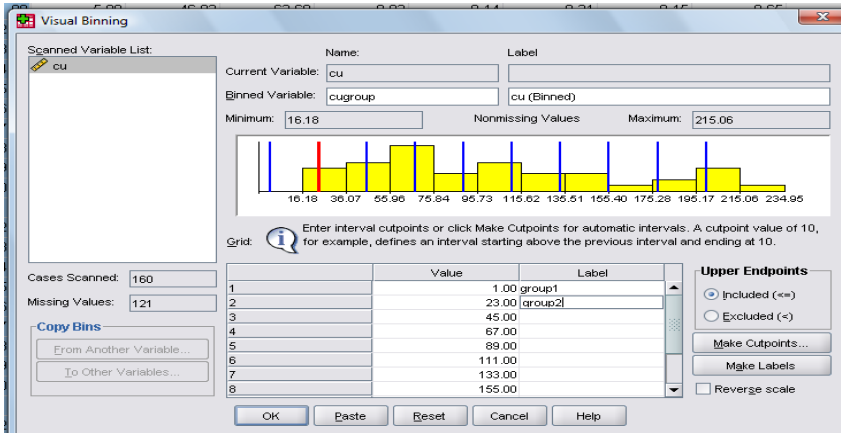 Visual Binning
Scanned Variable List:
cu
Name:
Label
Current Variable: cu
Binned Variable: cugroup cu (Binned)
Minimum: 16.18 Nonmissing Values Maximum: 215.06
16.18 36.07 55.96 75.84 95.73 115.62 135.51 155.40 175.28 195.17 215.06 234.95
Enter interval cutpoints or click Make Cutpoints for automatic intervals. A cutpoint value of 10,
for example, defines an interval starting above the previous interval and ending at 10.
Grid:
Cases Scanned: 160
Missing Values: 121
Copy Bins
From Another Variable...
To Other Variables...
Value Label
1 1.00 group1
2 23.00 group2
3 45.00
4 67.00
5 89.00
6 111.00
7 133.00
8 155.00
Upper Endpoints
Included (<=)
Excluded (<)
Make Cutpoints...
Make Labels
Reverse scale
OK Paste Reset Cancel Help